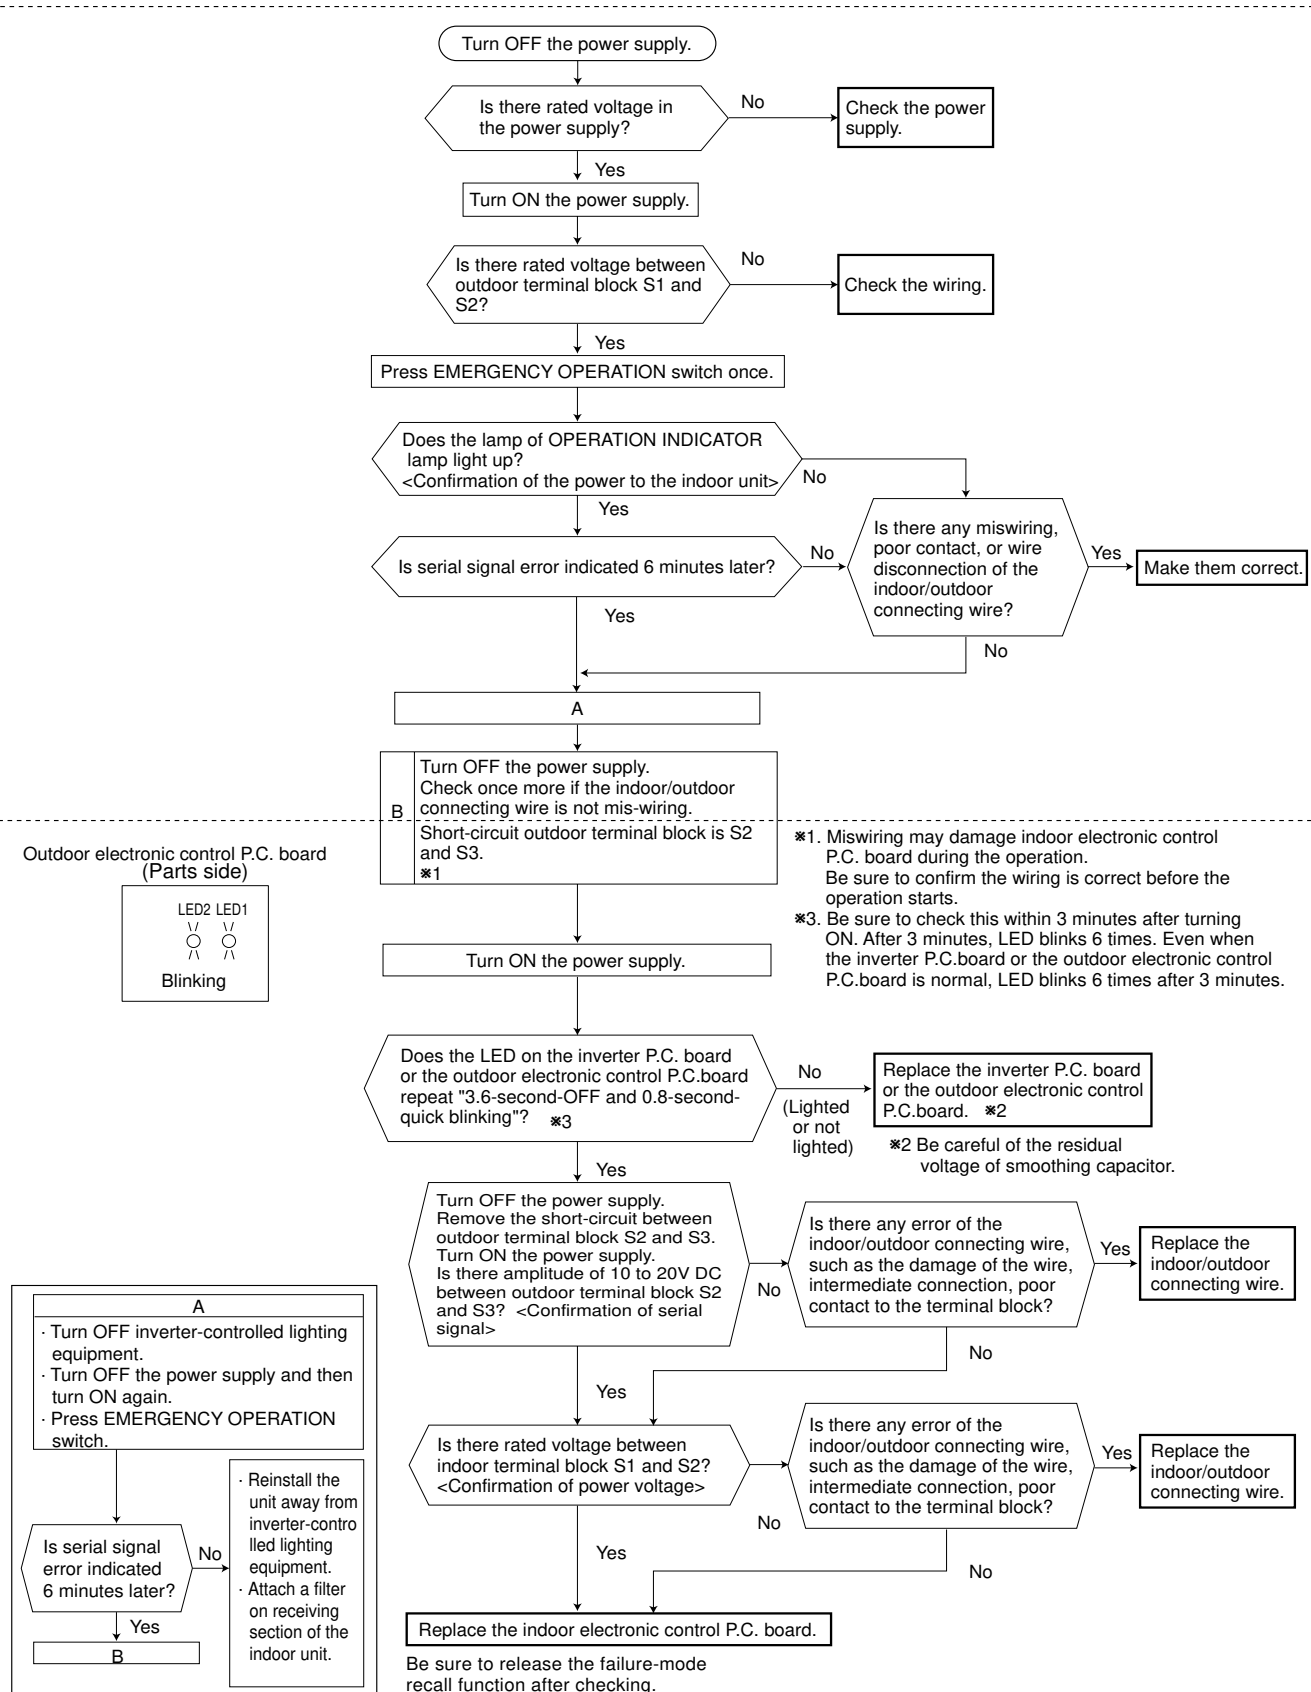 Turn OFF the power supply.
Is there rated voltage in
the power supply?
No
Check the power
supply.
Yes
Turn ON the power supply.
Is there rated voltage between
outdoor terminal block S1 and
S2?
No
Check the wiring.
Yes
Press EMERGENCY OPERATION switch once.
Does the lamp of OPERATION INDICATOR
lamp light up?
<Confirmation of the power to the indoor unit>
No
Yes
Is serial signal error indicated 6 minutes later?
No
Is there any miswiring,
poor contact, or wire
disconnection of the
indoor/outdoor
connecting wire?
Yes
Make them correct.
Yes
No
A
B
Turn OFF the power supply.
Check once more if the indoor/outdoor
connecting wire is not mis-wiring.
Short-circuit outdoor terminal block is S2
and S3.
※1
※1. Miswiring may damage indoor electronic control
P.C. board during the operation.
Be sure to confirm the wiring is correct before the
operation starts.
※3. Be sure to check this within 3 minutes after turning
ON. After 3 minutes, LED blinks 6 times. Even when
the inverter P.C.board or the outdoor electronic control
P.C.board is normal, LED blinks 6 times after 3 minutes.
Outdoor electronic control P.C. board
(Parts side)
LED2 LED1
Blinking
Turn ON the power supply.
Does the LED on the inverter P.C. board
or the outdoor electronic control P.C.board
repeat "3.6-second-OFF and 0.8-second-
quick blinking"? ※3
No
(Lighted
or not
lighted)
Replace the inverter P.C. board
or the outdoor electronic control
P.C.board. ※2
※2 Be careful of the residual
voltage of smoothing capacitor.
Yes
Turn OFF the power supply.
Remove the short-circuit between
outdoor terminal block S2 and S3.
Turn ON the power supply.
Is there amplitude of 10 to 20V DC
between outdoor terminal block S2
and S3? <Confirmation of serial
signal>
No
Is there any error of the
indoor/outdoor connecting wire,
such as the damage of the wire,
intermediate connection, poor
contact to the terminal block?
Yes
Replace the
indoor/outdoor
connecting wire.
No
Yes
Is there rated voltage between
indoor terminal block S1 and S2?
<Confirmation of power voltage>
No
Is there any error of the
indoor/outdoor connecting wire,
such as the damage of the wire,
intermediate connection, poor
contact to the terminal block?
Yes
Replace the
indoor/outdoor
connecting wire.
No
Yes
Replace the indoor electronic control P.C. board.
Be sure to release the failure-mode
recall function after checking.
A
· Turn OFF inverter-controlled lighting
equipment.
· Turn OFF the power supply and then
turn ON again.
· Press EMERGENCY OPERATION
switch.
Is serial signal
error indicated
6 minutes later?
No
· Reinstall the
unit away from
inverter-contro
lled lighting
equipment.
· Attach a filter
on receiving
section of the
indoor unit.
Yes
B